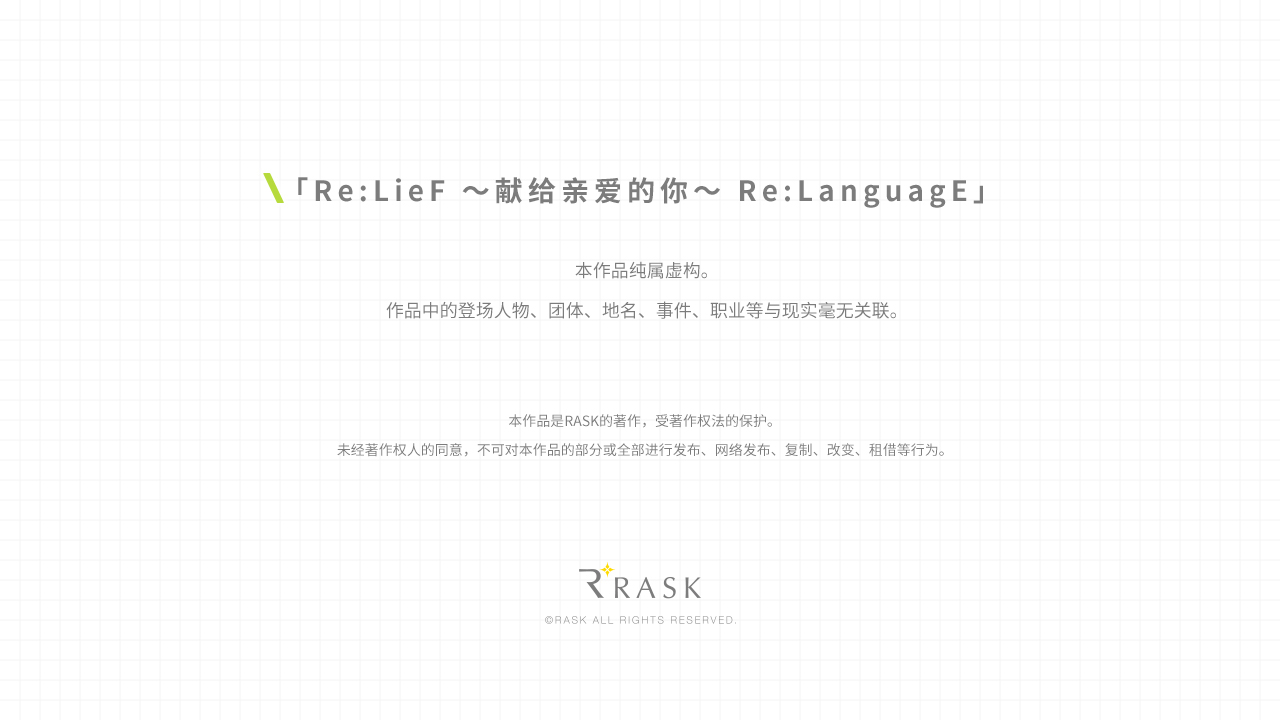 「Re:LieF ～献给亲爱的你～ Re:LanguagE」
本作品纯属虚构。
作品中的登场人物、团体、地名、事件、职业等与现实毫无关联。
本作品是RASK的著作，受著作权法的保护。
未经著作权人的同意，不可对本作品的部分或全部进行发布、网络发布、复制、改变、租借等行为。
RASK
©RASK ALL RIGHTS RESERVED.